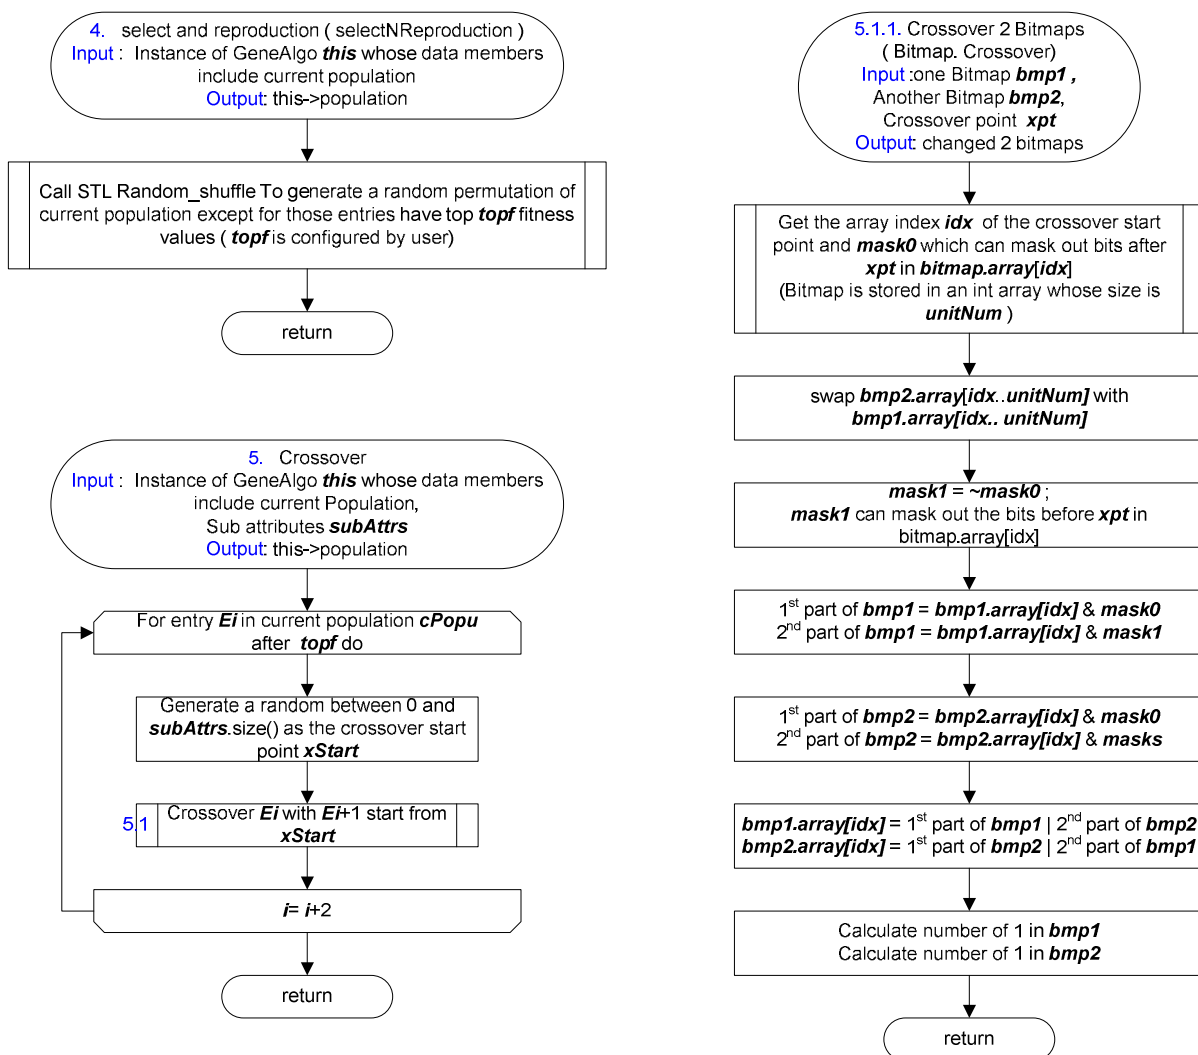 4. select and reproduction ( selectNReproduction )
Input : Instance of GeneAlgo this whose data members
include current population
Output: this->population
Call STL Random_shuffle To generate a random permutation of
current population except for those entries have top topf fitness
values ( topf is configured by user)
return
5. Crossover
Input : Instance of GeneAlgo this whose data members
include current Population,
Sub attributes subAttrs
Output: this->population
For entry Ei in current population cPopu
after topf do
Generate a random between 0 and
subAttrs.size() as the crossover start
point xStart
5.1
Crossover Ei with Ei+1 start from
xStart
i= i+2
return
5.1.1. Crossover 2 Bitmaps
( Bitmap. Crossover)
Input :one Bitmap bmp1 ,
Another Bitmap bmp2,
Crossover point xpt
Output: changed 2 bitmaps
Get the array index idx of the crossover start
point and mask0 which can mask out bits after
xpt in bitmap.array[idx]
(Bitmap is stored in an int array whose size is
unitNum )
swap bmp2.array[idx..unitNum] with
bmp1.array[idx.. unitNum]
mask1 = ~mask0 ;
mask1 can mask out the bits before xpt in
bitmap.array[idx]
1st part of bmp1 = bmp1.array[idx] & mask0
2nd part of bmp1 = bmp1.array[idx] & mask1
1st part of bmp2 = bmp2.array[idx] & mask0
2nd part of bmp2 = bmp2.array[idx] & masks
bmp1.array[idx] = 1st part of bmp1 | 2nd part of bmp2
bmp2.array[idx] = 1st part of bmp2 | 2nd part of bmp1
Calculate number of 1 in bmp1
Calculate number of 1 in bmp2
return